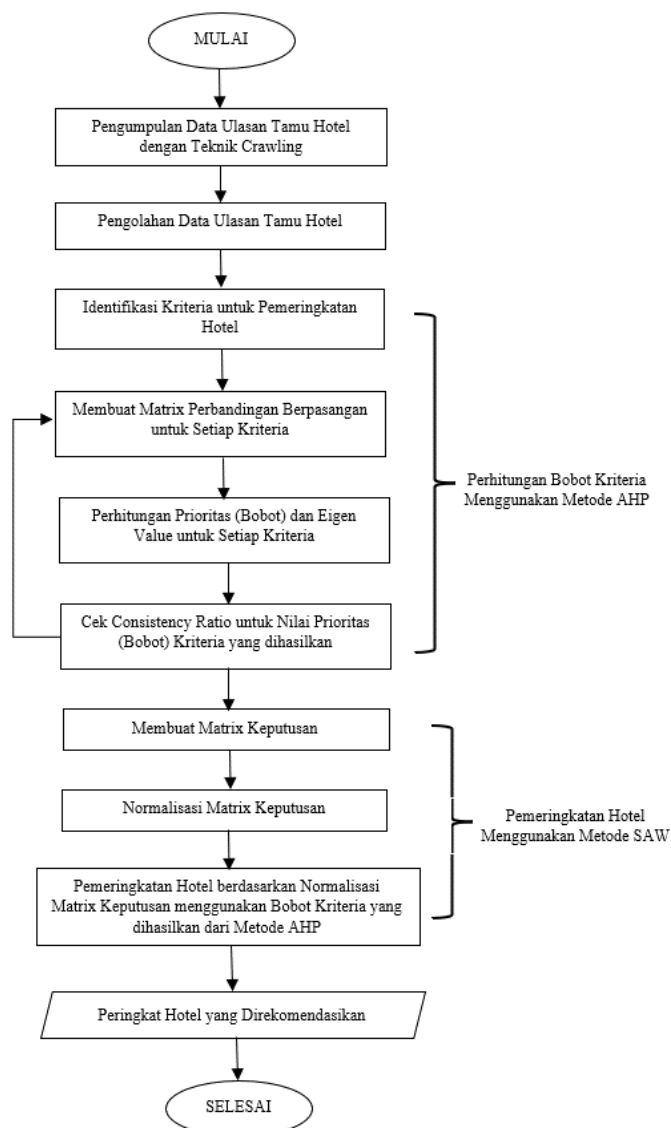 MULAI
Pengumpulan Data Ulasan Tamu Hotel
dengan Teknik Crawling
Pengolahan Data Ulasan Tamu Hotel
Identifikasi Kriteria untuk Pemeringkatan
Hotel
Membuat Matrix Perbandingan Berpasangan
untuk Setiap Kriteria
Perhitungan Prioritas (Bobot) dan Eigen
Value untuk Setiap Kriteria
Cek Consistency Ratio untuk Nilai Prioritas
(Bobot) Kriteria yang dihasilkan
Perhitungan Bobot Kriteria
Menggunakan Metode AHP
Membuat Matrix Keputusan
Normalisasi Matrix Keputusan
Pemeringkatan Hotel berdasarkan Normalisasi
Matrix Keputusan menggunakan Bobot Kriteria yang
dihasilkan dari Metode AHP
Pemeringkatan Hotel
Menggunakan Metode SAW
Peringkat Hotel yang Direkomendasikan
SELESAI